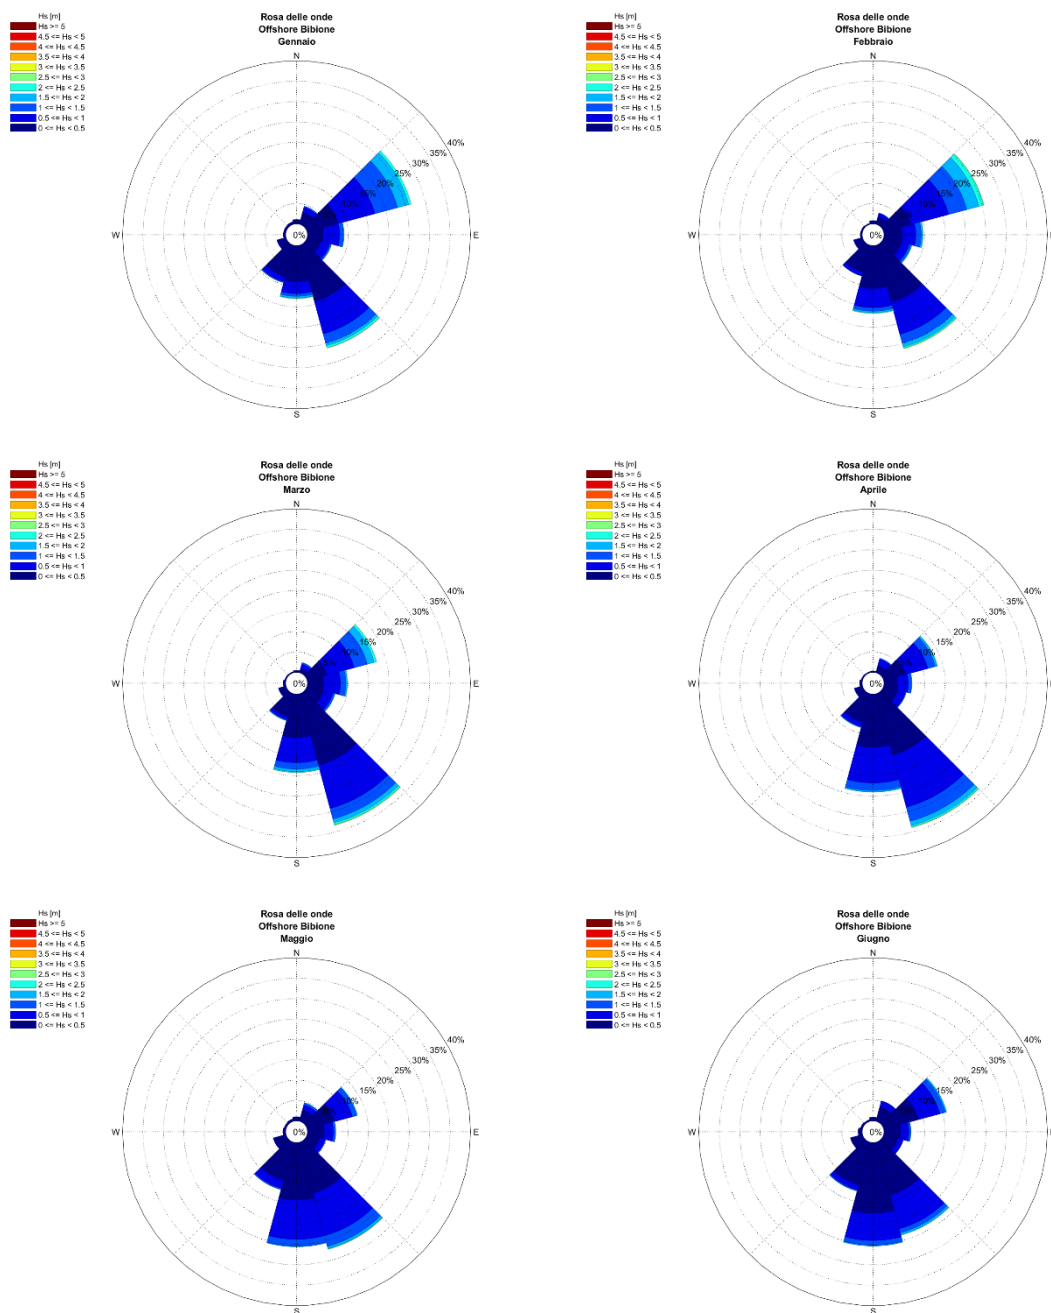 Hs [m]
Hs >= 5
4.5 <= Hs < 5
4 <= Hs < 4.5
3.5 <= Hs < 4
3 <= Hs < 3.5
2.5 <= Hs < 3
2 <= Hs < 2.5
1.5 <= Hs < 2
1 <= Hs < 1.5
0.5 <= Hs < 1
0 <= Hs < 0.5
Rosa delle onde
Offshore Bibione
Gennaio
N
W
E
S
0%
5%
10%
15%
20%
25%
30%
35%
40%
Hs [m]
Hs >= 5
4.5 <= Hs < 5
4 <= Hs < 4.5
3.5 <= Hs < 4
3 <= Hs < 3.5
2.5 <= Hs < 3
2 <= Hs < 2.5
1.5 <= Hs < 2
1 <= Hs < 1.5
0.5 <= Hs < 1
0 <= Hs < 0.5
Rosa delle onde
Offshore Bibione
Febbraio
N
W
E
S
0%
5%
10%
15%
20%
25%
30%
35%
40%
Hs [m]
Hs >= 5
4.5 <= Hs < 5
4 <= Hs < 4.5
3.5 <= Hs < 4
3 <= Hs < 3.5
2.5 <= Hs < 3
2 <= Hs < 2.5
1.5 <= Hs < 2
1 <= Hs < 1.5
0.5 <= Hs < 1
0 <= Hs < 0.5
Rosa delle onde
Offshore Bibione
Marzo
N
W
E
S
0%
5%
10%
15%
20%
25%
30%
35%
40%
Hs [m]
Hs >= 5
4.5 <= Hs < 5
4 <= Hs < 4.5
3.5 <= Hs < 4
3 <= Hs < 3.5
2.5 <= Hs < 3
2 <= Hs < 2.5
1.5 <= Hs < 2
1 <= Hs < 1.5
0.5 <= Hs < 1
0 <= Hs < 0.5
Rosa delle onde
Offshore Bibione
Aprile
N
W
E
S
0%
5%
10%
15%
20%
25%
30%
35%
40%
Hs [m]
Hs >= 5
4.5 <= Hs < 5
4 <= Hs < 4.5
3.5 <= Hs < 4
3 <= Hs < 3.5
2.5 <= Hs < 3
2 <= Hs < 2.5
1.5 <= Hs < 2
1 <= Hs < 1.5
0.5 <= Hs < 1
0 <= Hs < 0.5
Rosa delle onde
Offshore Bibione
Maggio
N
W
E
S
0%
5%
10%
15%
20%
25%
30%
35%
40%
Hs [m]
Hs >= 5
4.5 <= Hs < 5
4 <= Hs < 4.5
3.5 <= Hs < 4
3 <= Hs < 3.5
2.5 <= Hs < 3
2 <= Hs < 2.5
1.5 <= Hs < 2
1 <= Hs < 1.5
0.5 <= Hs < 1
0 <= Hs < 0.5
Rosa delle onde
Offshore Bibione
Giugno
N
W
E
S
0%
5%
10%
15%
20%
25%
30%
35%
40%